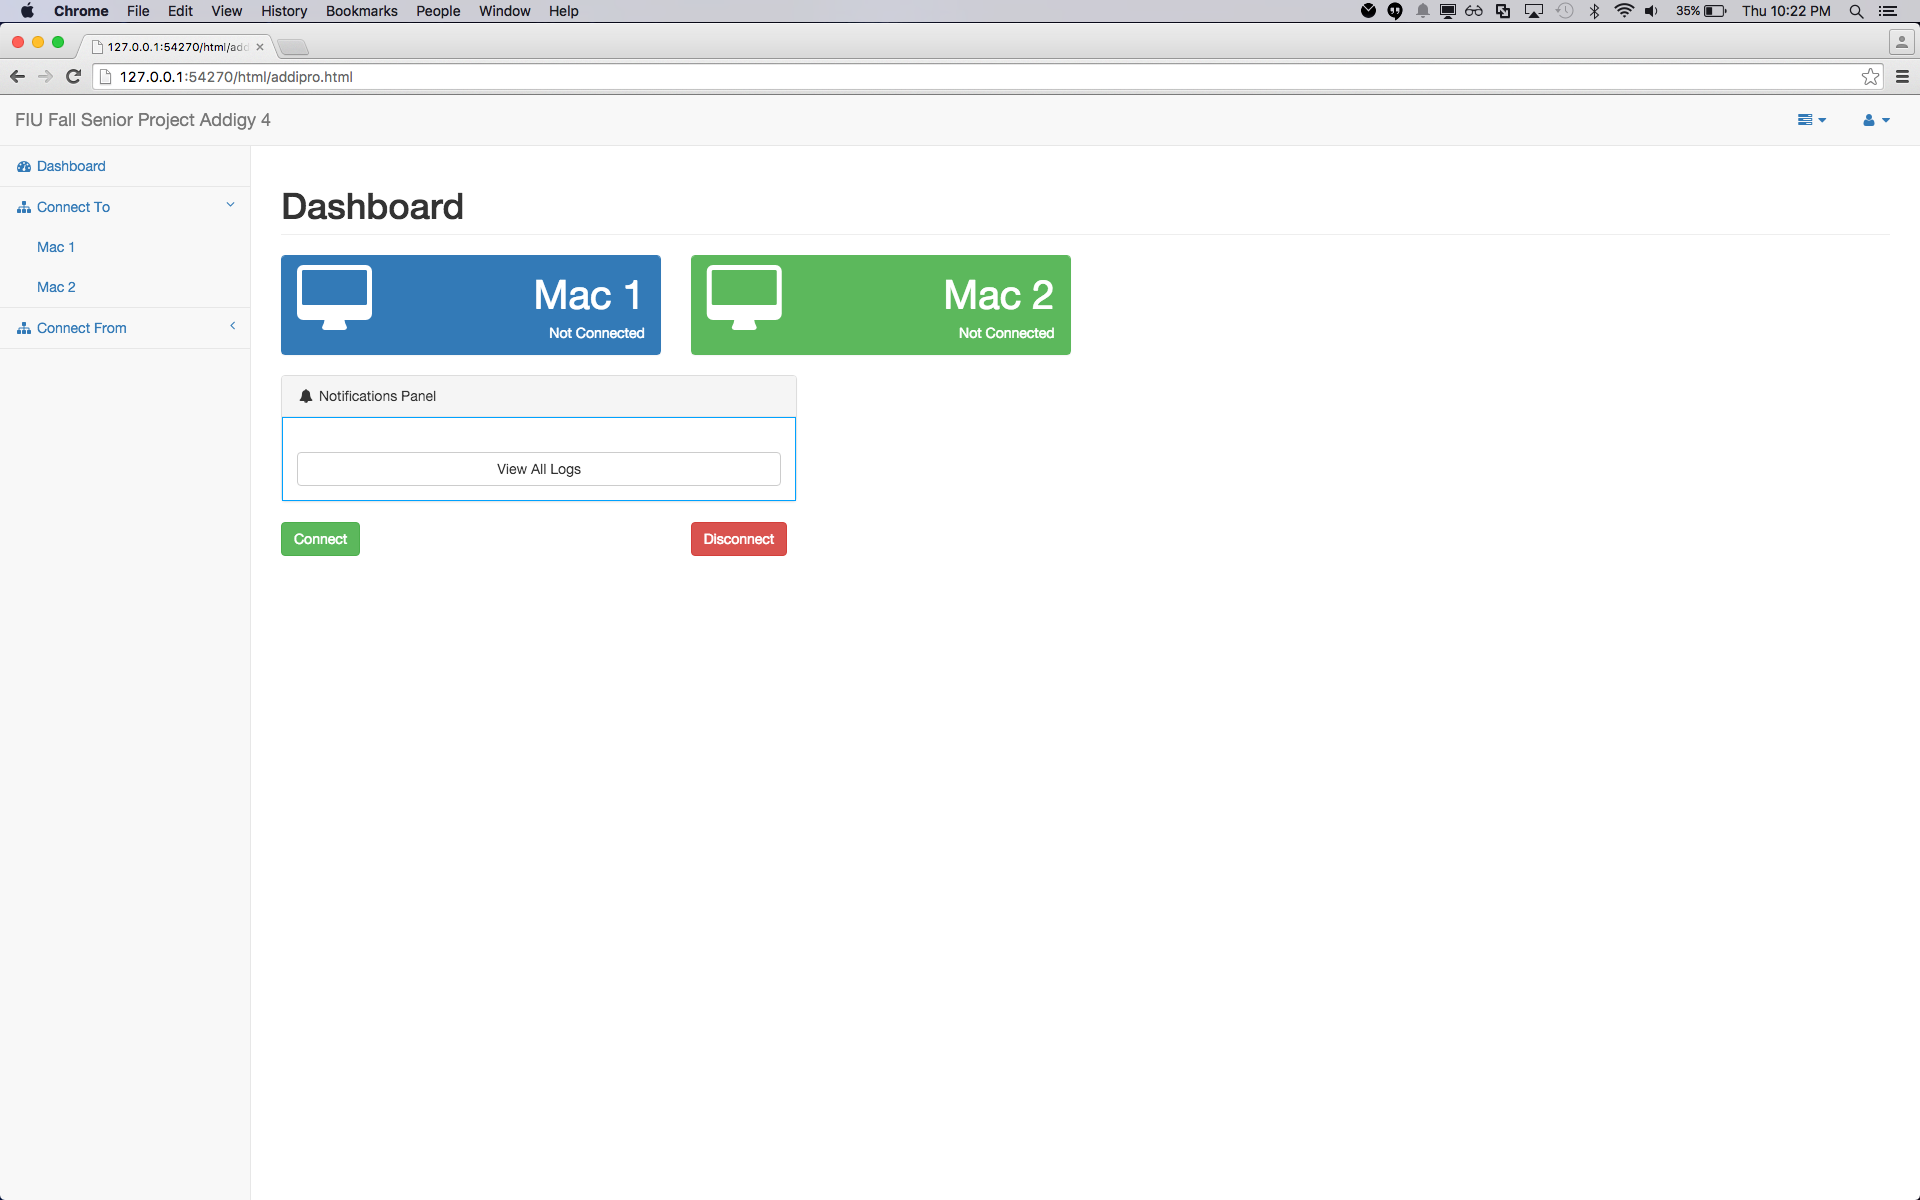 Chrome File Edit View History Bookmarks People Window Help 35% Thu 10:22 PM
127.0.0.1:54270/html/add
127.0.0.1:54270/html/addipro.html
FIU Fall Senior Project Addigy 4
Dashboard
Connect To
Mac 1
Mac 2
Connect From
Dashboard
Mac 1
Not Connected
Mac 2
Not Connected
Notifications Panel
View All Logs
Connect Disconnect